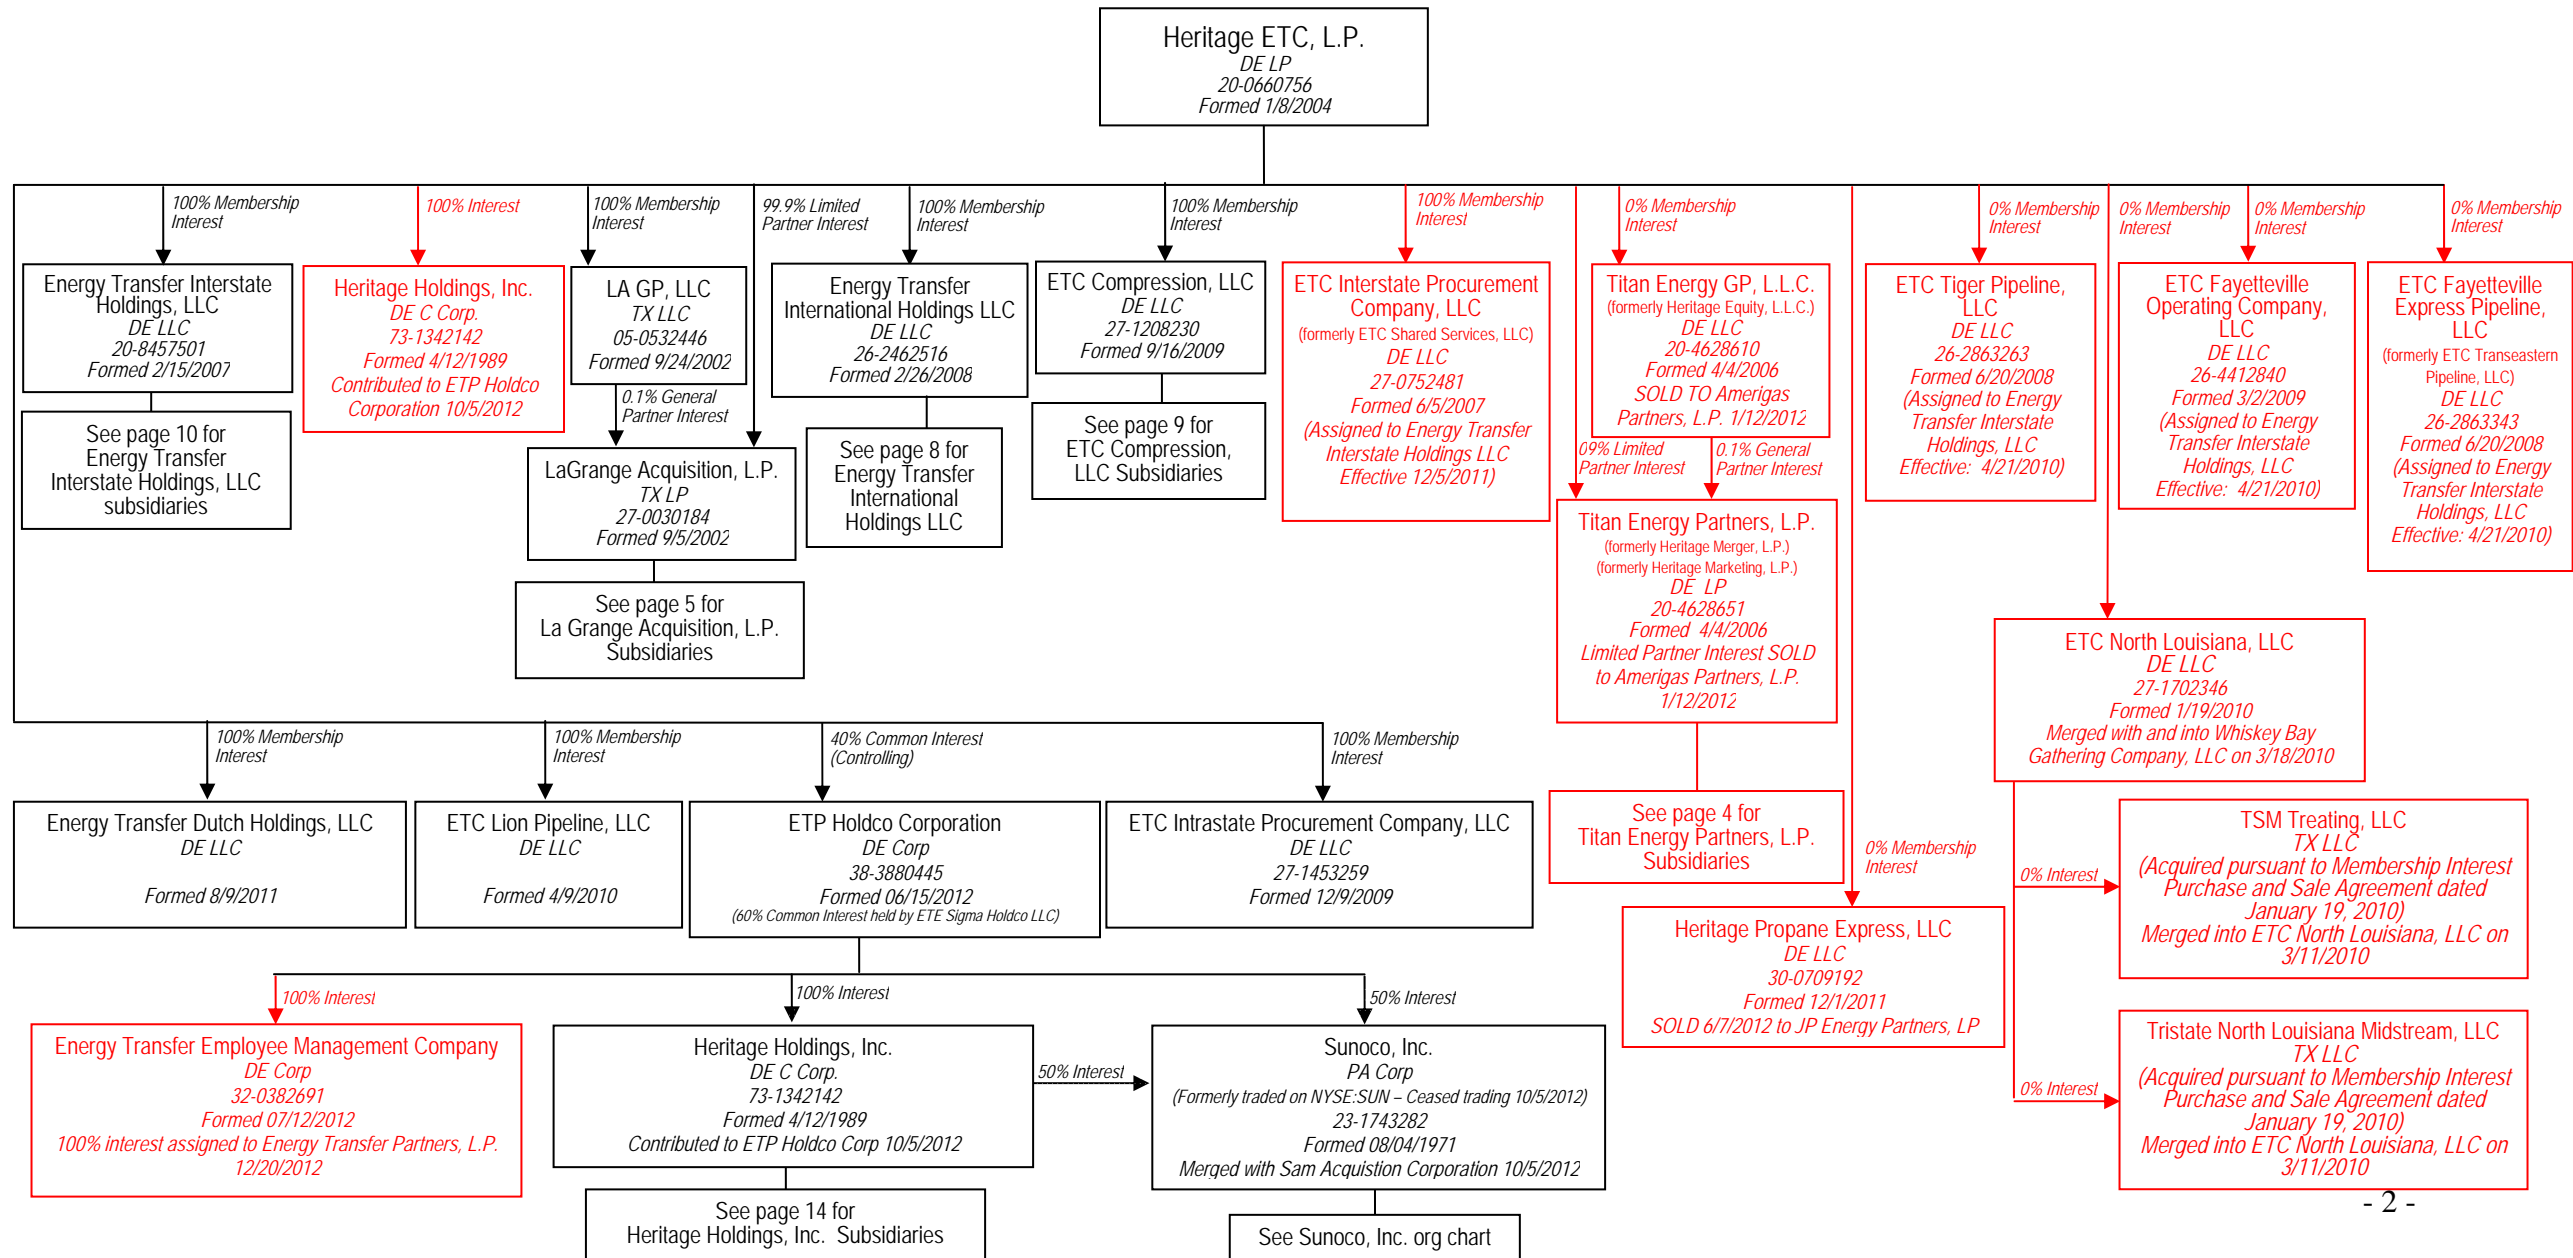 Heritage ETC, L.P.
DE LP
20-0660756
Formed 1/8/2004
100% Membership
Interest
100% Interest
100% Membership
Interest
99.9% Limited
Partner Interest
100% Membership
Interest
100% Membership
Interest
100% Membership
Interest
0% Membership
Interest
0% Membership
Interest
0% Membership
Interest
0% Membership
Interest
0% Membership
Interest
Energy Transfer Interstate
Holdings, LLC
DE LLC
20-8457501
Formed 2/15/2007
See page 10 for
Energy Transfer
Interstate Holdings, LLC
subsidiaries
Heritage Holdings, Inc.
DE C Corp.
73-1342142
Formed 4/12/1989
Contributed to ETP Holdco
Corporation 10/5/2012
LA GP, LLC
TX LLC
05-0532446
Formed 9/24/2002
0.1% General
Partner Interest
LaGrange Acquisition, L.P.
TX LP
27-0030184
Formed 9/5/2002
See page 5 for
La Grange Acquisition, L.P.
Subsidiaries
Energy Transfer
International Holdings LLC
DE LLC
26-2462516
Formed 2/26/2008
See page 8 for
Energy Transfer
International
Holdings LLC
ETC Compression, LLC
DE LLC
27-1208230
Formed 9/16/2009
See page 9 for
ETC Compression,
LLC Subsidiaries
ETC Interstate Procurement
Company, LLC
(formerly ETC Shared Services, LLC)
DE LLC
27-0752481
Formed 6/5/2007
(Assigned to Energy Transfer
Interstate Holdings LLC
Effective 12/5/2011)
Titan Energy GP, L.L.C.
(formerly Heritage Equity, L.L.C.)
DE LLC
20-4628610
Formed 4/4/2006
SOLD TO Amerigas
Partners, L.P. 1/12/2012
09% Limited
Partner Interest
0.1% General
Partner Interest
Titan Energy Partners, L.P.
(formerly Heritage Merger, L.P.)
(formerly Heritage Marketing, L.P.)
DE LP
20-4628651
Formed 4/4/2006
Limited Partner Interest SOLD
to Amerigas Partners, L.P.
1/12/2012
See page 4 for
Titan Energy Partners, L.P.
Subsidiaries
ETC Tiger Pipeline,
LLC
DE LLC
26-2863263
Formed 6/20/2008
(Assigned to Energy
Transfer Interstate
Holdings, LLC
Effective: 4/21/2010)
ETC Fayetteville
Operating Company,
LLC
DE LLC
26-4412840
Formed 3/2/2009
(Assigned to Energy
Transfer Interstate
Holdings, LLC
Effective: 4/21/2010)
ETC Fayetteville
Express Pipeline,
LLC
(formerly ETC Transeastern
Pipeline, LLC)
DE LLC
26-2863343
Formed 6/20/2008
(Assigned to Energy
Transfer Interstate
Holdings, LLC
Effective: 4/21/2010)
ETC North Louisiana, LLC
DE LLC
27-1702346
Formed 1/19/2010
Merged with and into Whiskey Bay
Gathering Company, LLC on 3/18/2010
0% Interest
TSM Treating, LLC
TX LLC
(Acquired pursuant to Membership Interest
Purchase and Sale Agreement dated
January 19, 2010)
Merged into ETC North Louisiana, LLC on
3/11/2010
0% Interest
Tristate North Louisiana Midstream, LLC
TX LLC
(Acquired pursuant to Membership Interest
Purchase and Sale Agreement dated
January 19, 2010)
Merged into ETC North Louisiana, LLC on
3/11/2010
0% Membership
Interest
Heritage Propane Express, LLC
DE LLC
30-0709192
Formed 12/1/2011
SOLD 6/7/2012 to JP Energy Partners, LP
100% Membership
Interest
100% Membership
Interest
40% Common Interest
(Controlling)
100% Membership
Interest
Energy Transfer Dutch Holdings, LLC
DE LLC
Formed 8/9/2011
ETC Lion Pipeline, LLC
DE LLC
Formed 4/9/2010
ETP Holdco Corporation
DE Corp
38-3880445
Formed 06/15/2012
(60% Common Interest held by ETE Sigma Holdco LLC)
ETC Intrastate Procurement Company, LLC
DE LLC
27-1453259
Formed 12/9/2009
100% Interest
100% Interest
50% Interest
Energy Transfer Employee Management Company
DE Corp
32-0382691
Formed 07/12/2012
100% interest assigned to Energy Transfer Partners, L.P.
12/20/2012
Heritage Holdings, Inc.
DE C Corp.
73-1342142
Formed 4/12/1989
Contributed to ETP Holdco Corp 10/5/2012
50% Interest
Sunoco, Inc.
PA Corp
(Formerly traded on NYSE:SUN – Ceased trading 10/5/2012)
23-1743282
Formed 08/04/1971
Merged with Sam Acquistion Corporation 10/5/2012
See page 14 for
Heritage Holdings, Inc. Subsidiaries
See Sunoco, Inc. org chart
- 2 -